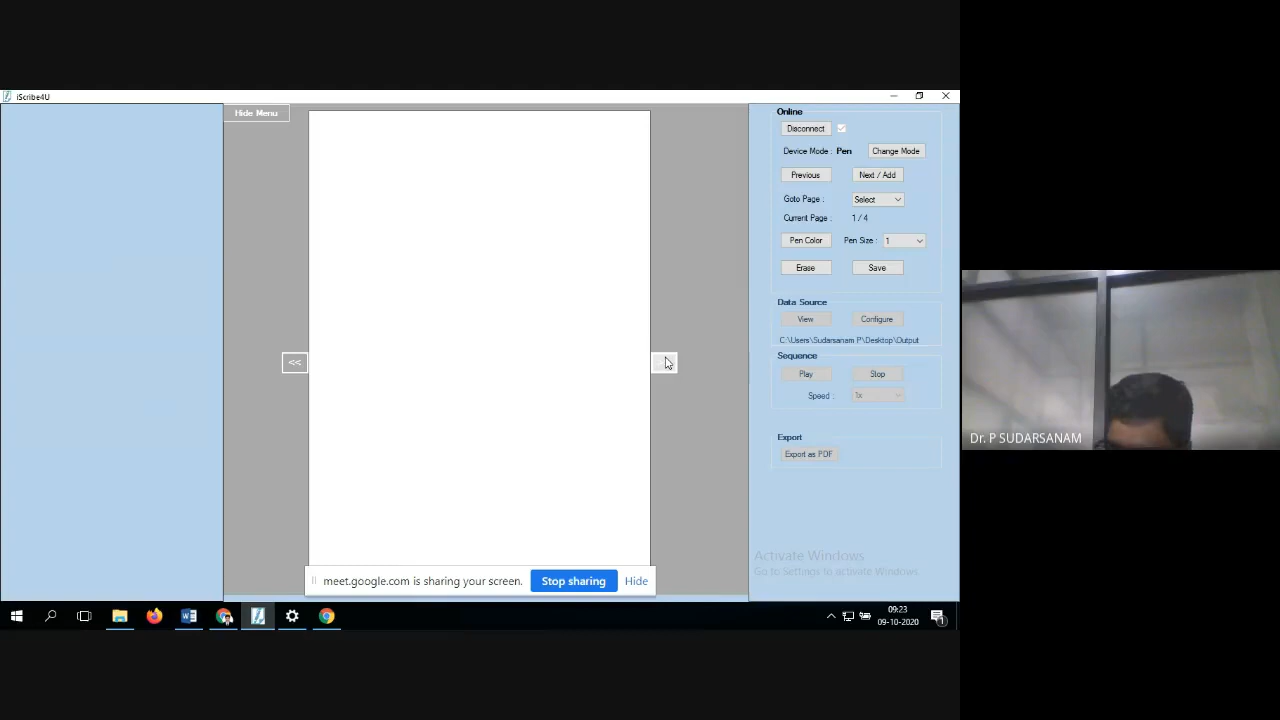 iScribe4U
Hide Menu
Online
Disconnect
Device Mode : Pen Change Mode
Previous Next / Add
Goto Page : Select
Current Page : 1 / 4
Pen Color Pen Size : 1
Erase Save
Data Source
View Configure
C:\Users\Sudarsanam P\Desktop\Output
Sequence
<<
Play Stop
Speed : 1x
Export
Export as PDF
Dr. P SUDARSANAM
Activate Windows
Go to Settings to activate Windows.
meet.google.com is sharing your screen. Stop sharing Hide
09:23
09-10-2020
1